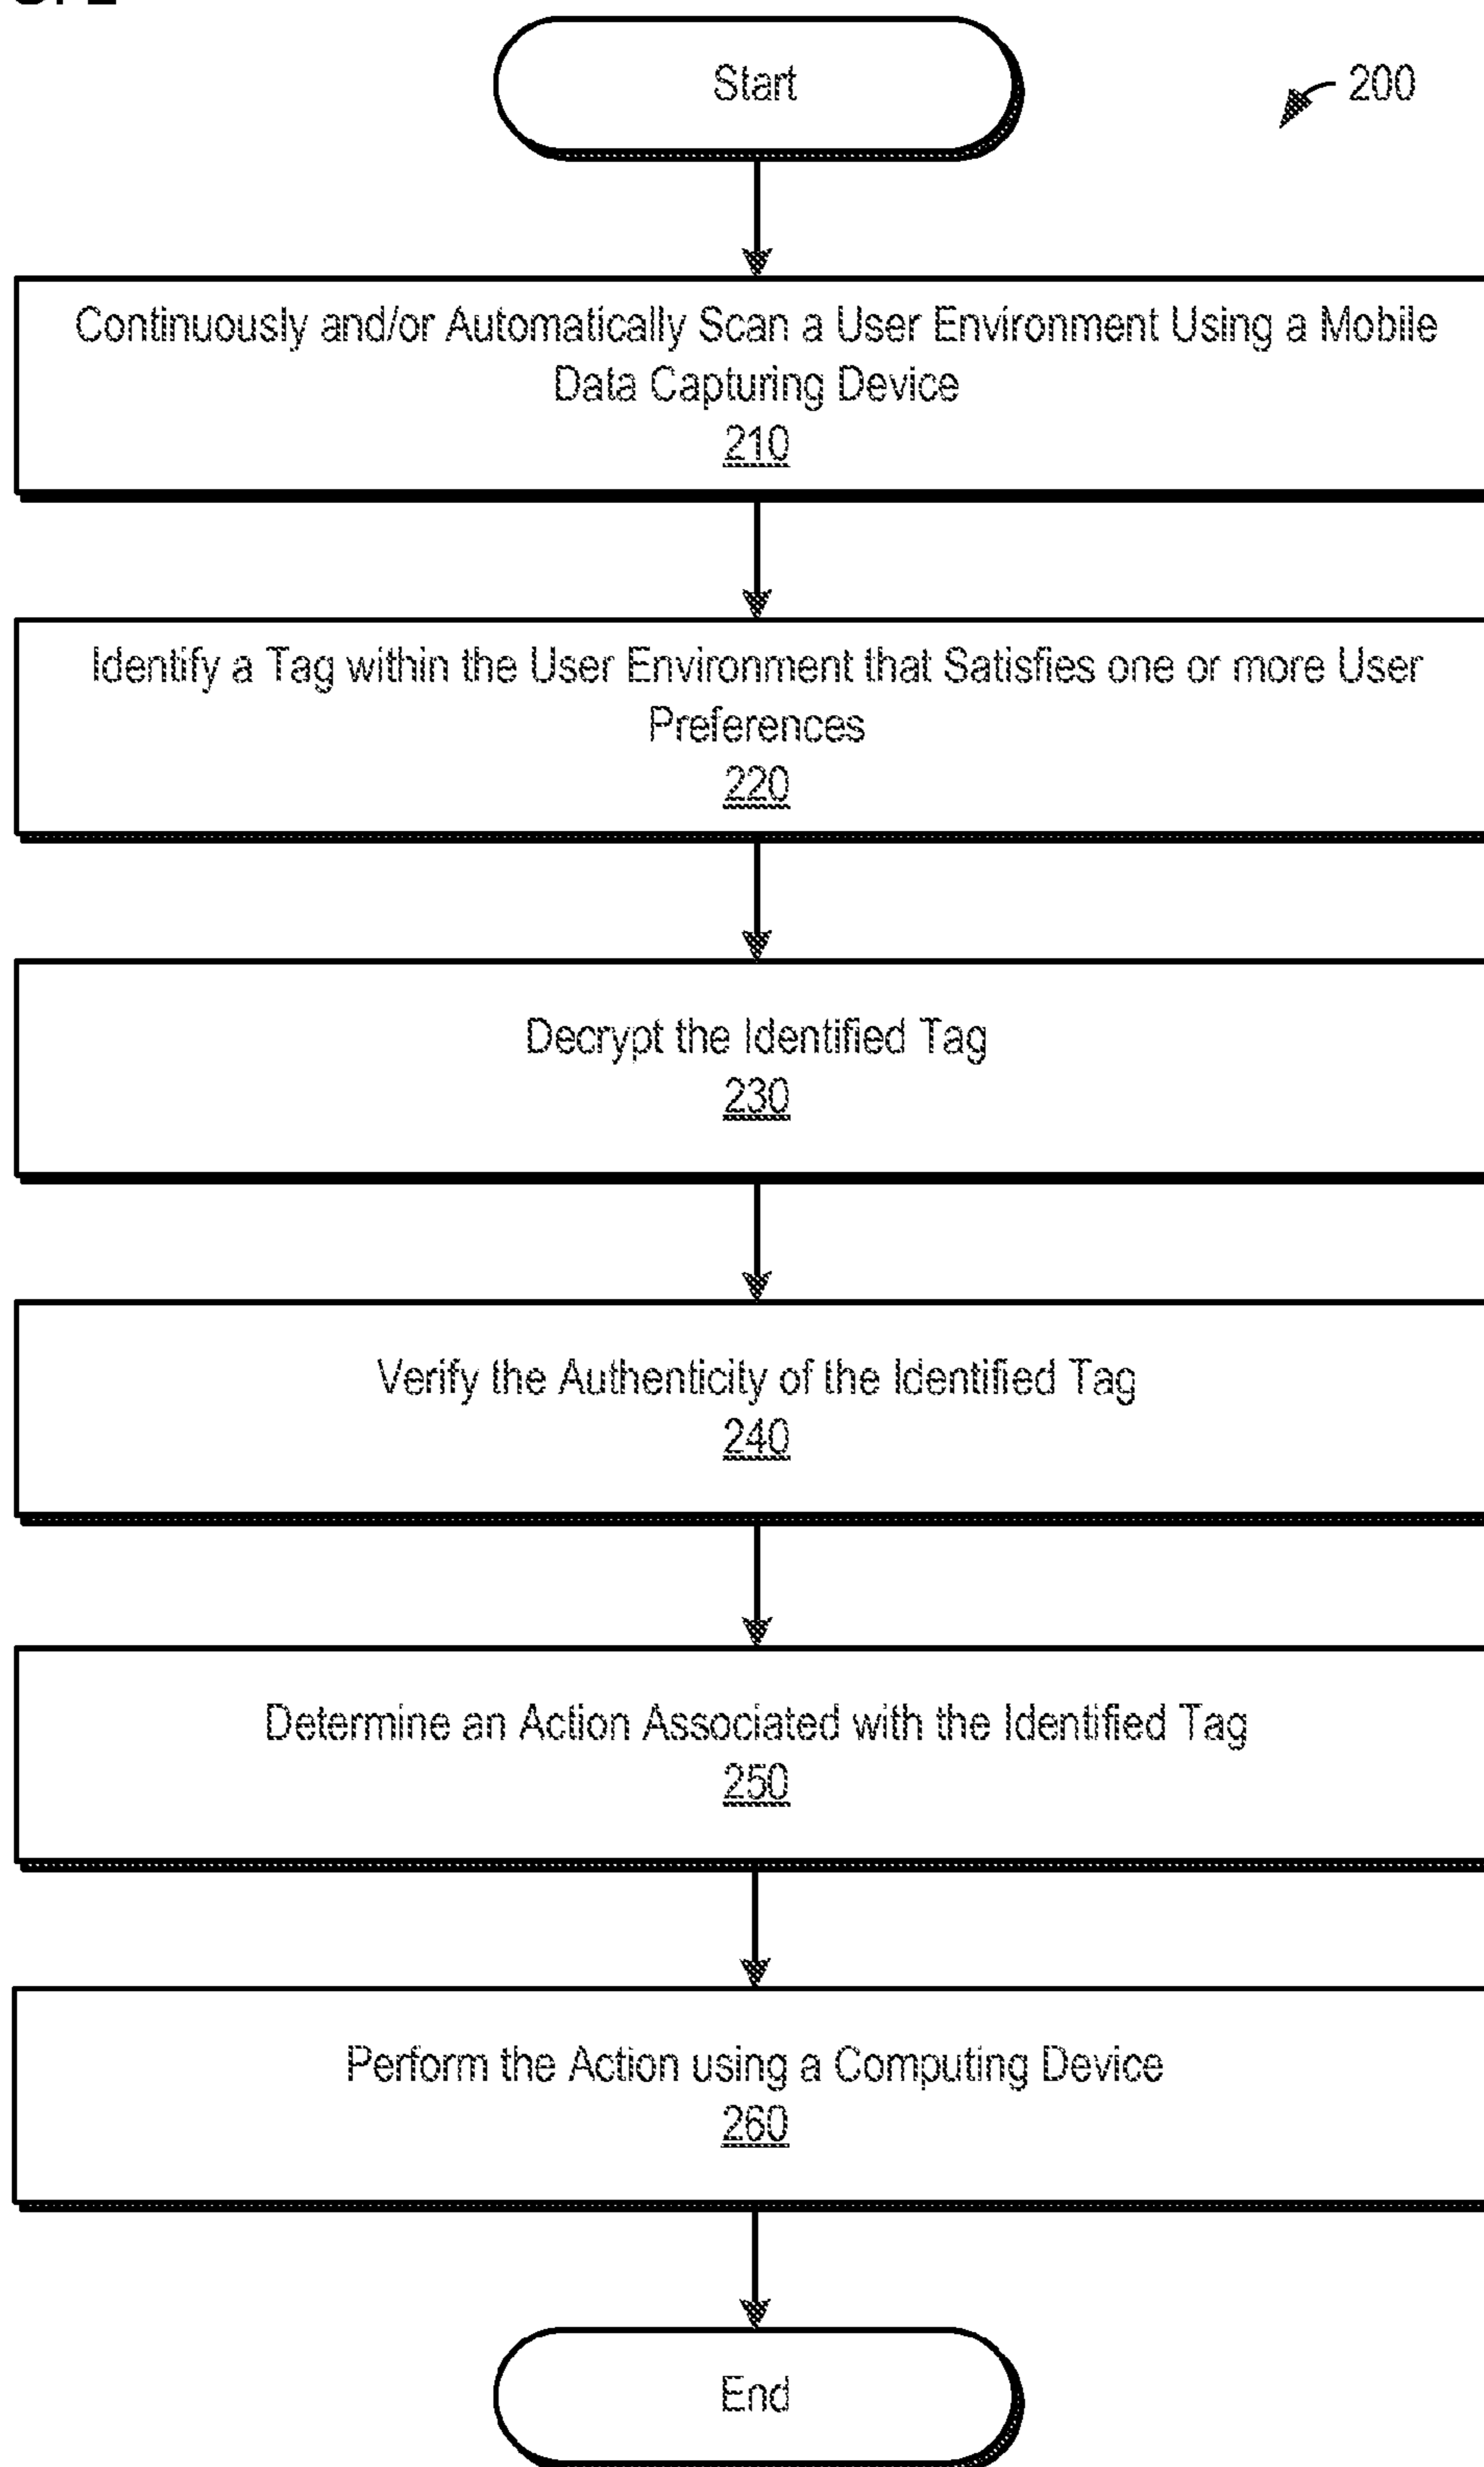 Start
200
Continuously and/or Automatically Scan a User Environment Using a Mobile
Data Capturing Device
210
Identify a Tag within the User Environment that Satisfies one or more User
Preferences
220
Decrypt the Identified Tag
230
Verify the Authenticity of the Identified Tag
240
Determine an Action Associated with the Identified Tag
250
Perform the Action using a Computing Device
260
End